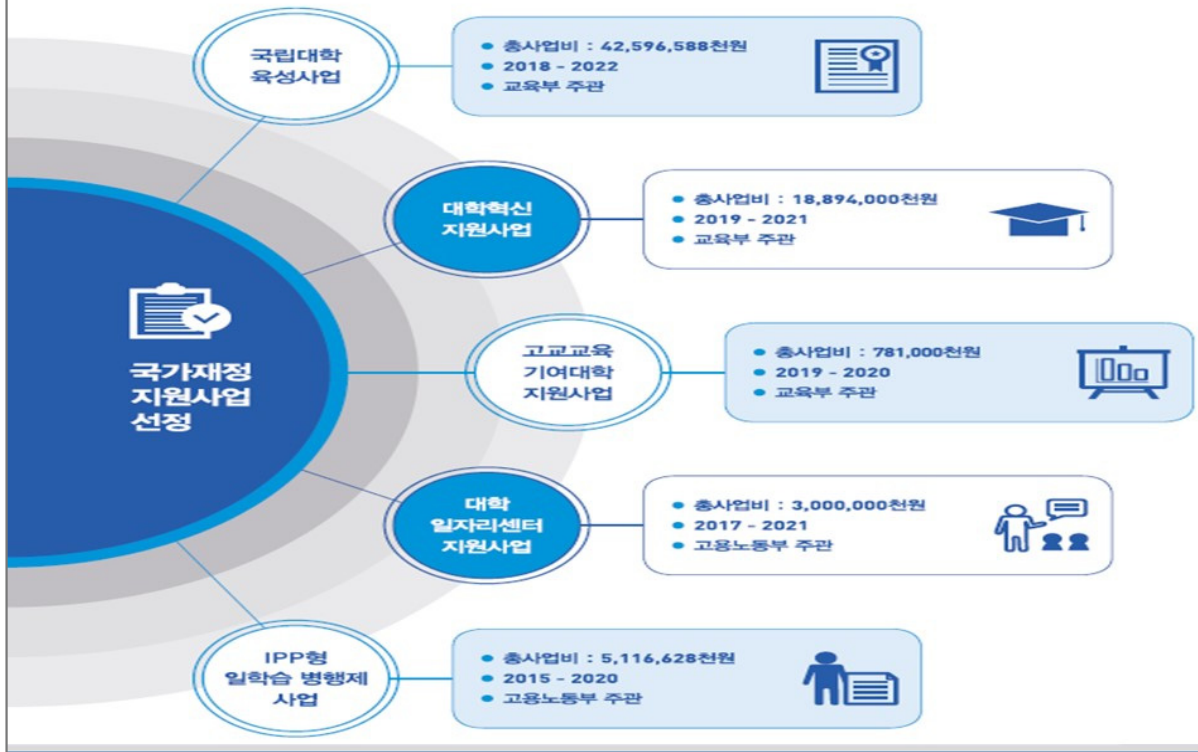 국가재정
지원사업
선정
국립대학
육성사업
• 총사업비 : 42,596,588천원
• 2018 - 2022
• 교육부 주관
대학혁신
지원사업
• 총사업비 : 18,894,000천원
• 2019 - 2021
• 교육부 주관
고교교육
기여대학
지원사업
• 총사업비 : 781,000천원
• 2019 - 2020
• 교육부 주관
대학
일자리센터
지원사업
• 총사업비 : 3,000,000천원
• 2017 - 2021
• 고용노동부 주관
IPP형
일학습 병행제
사업
• 총사업비 : 5,116,628천원
• 2015 - 2020
• 고용노동부 주관